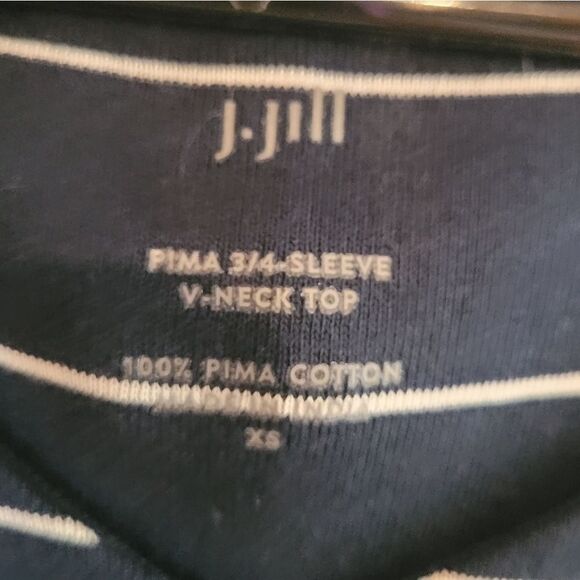 J.Jill
PIMA 3/4-SLEEVE
V-NECK TOP
100% PIMA COTTON
XS